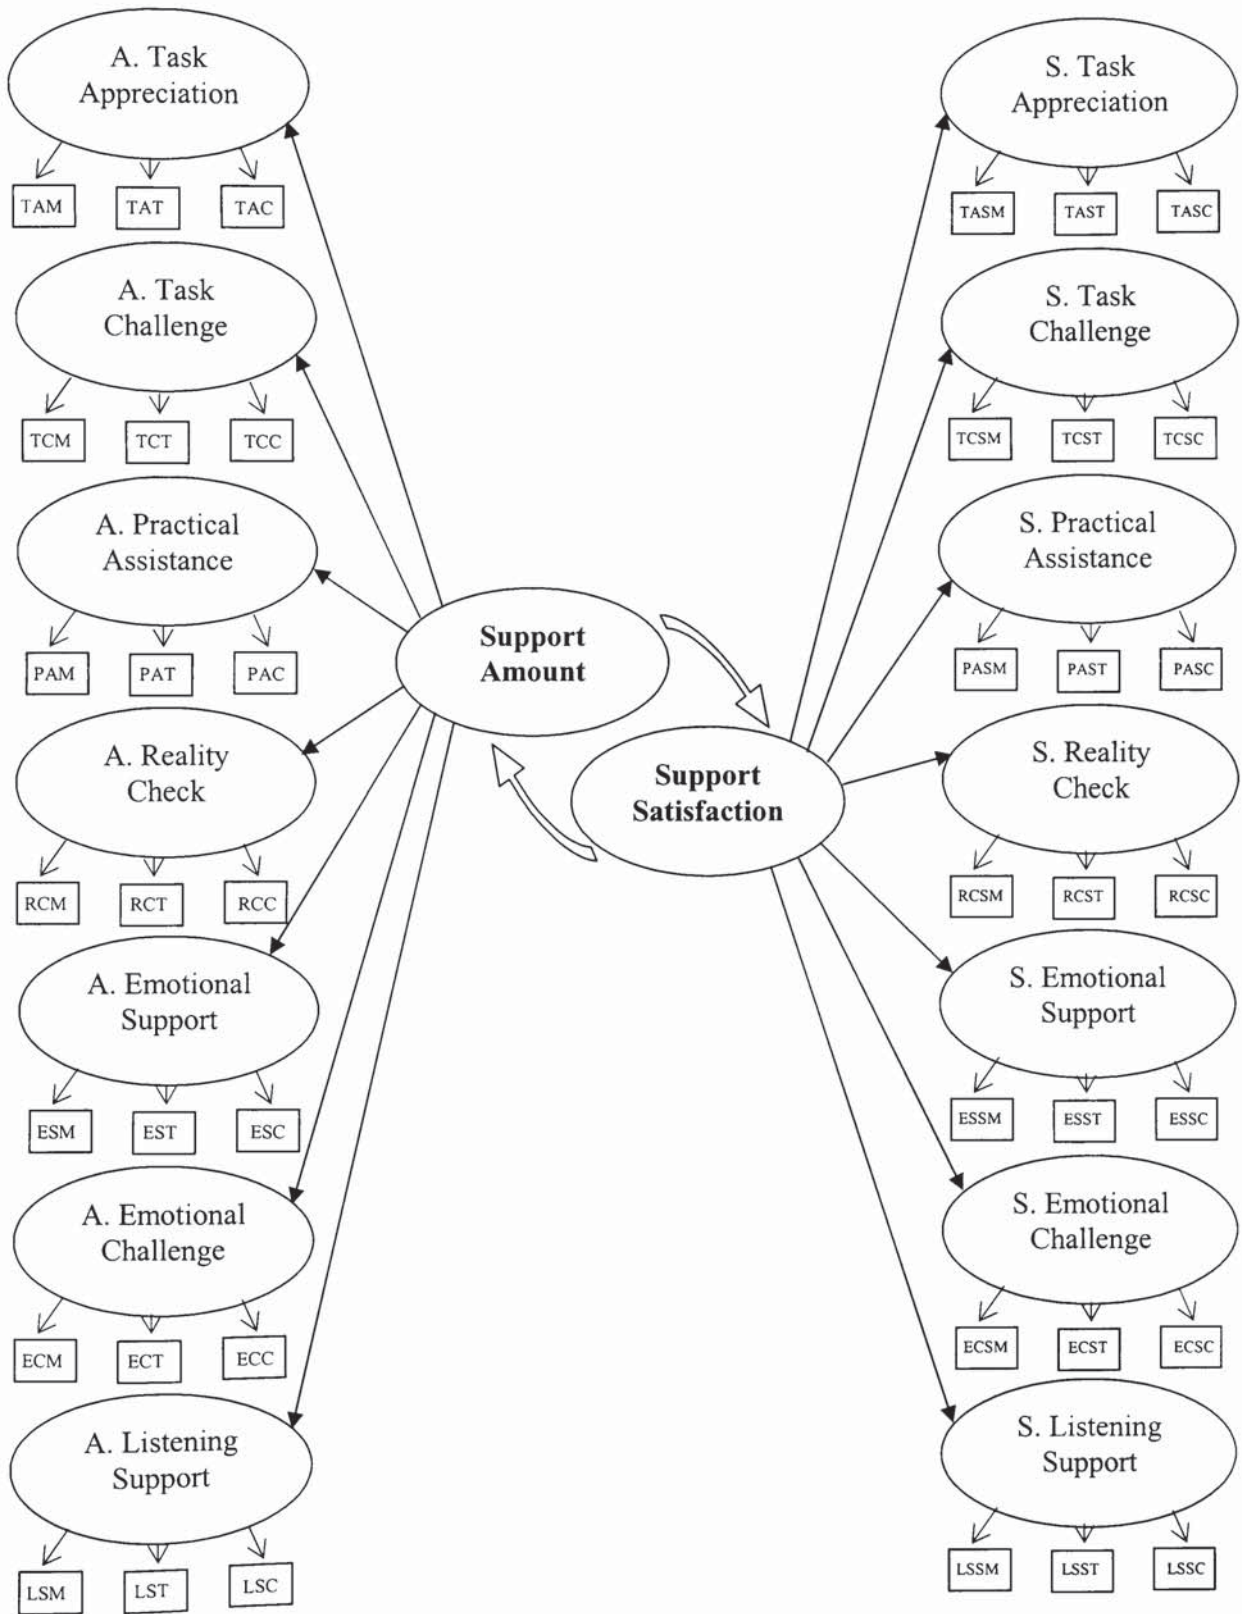 A. Task
Appreciation
TAM
TAT
TAC
A. Task
Challenge
TCM
TCT
TCC
A. Practical
Assistance
PAM
PAT
PAC
A. Reality
Check
RCM
RCT
RCC
A. Emotional
Support
ESM
EST
ESC
A. Emotional
Challenge
ECM
ECT
ECC
A. Listening
Support
LSM
LST
LSC
Support
Amount
Support
Satisfaction
S. Task
Appreciation
TASM
TAST
TASC
S. Task
Challenge
TCSM
TCST
TCSC
S. Practical
Assistance
PASM
PAST
PASC
S. Reality
Check
RCSM
RCST
RCSC
S. Emotional
Support
ESSM
ESST
ESSC
S. Emotional
Challenge
ECSM
ECST
ECSC
S. Listening
Support
LSSM
LSST
LSSC